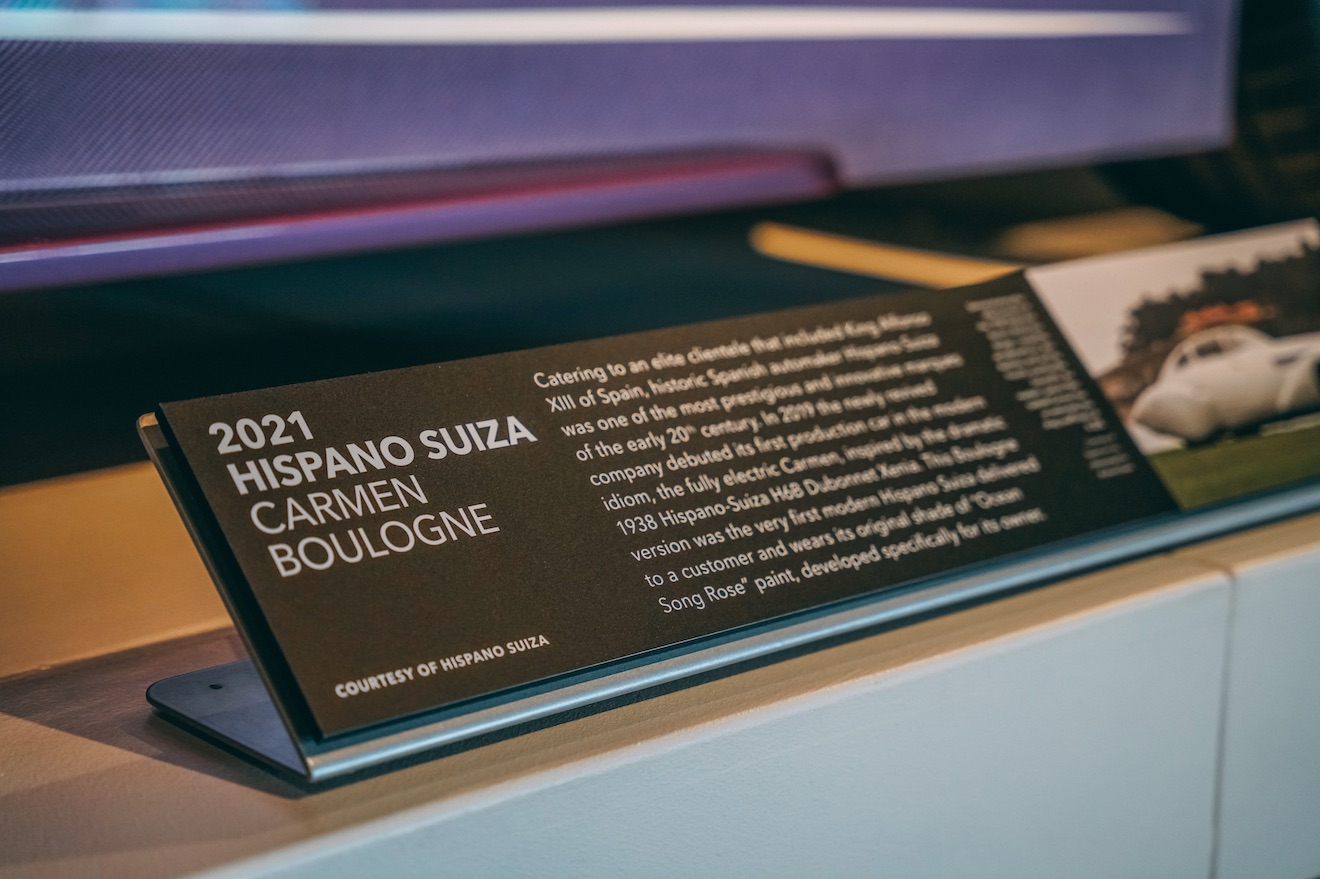 2021
HISPANO SUIZA
CARMEN
BOULOGNE
COURTESY OF HISPANO SUIZA
Catering to an elite clientele that included King Alfonso
XIII of Spain, historic Spanish automaker Hispano Suiza
was one of the most prestigious and innovative marques
of the early 20th century. In 2019 the newly revived
company debuted its first production car in the modern
idiom, the fully electric Carmen, inspired by the dramatic
1938 Hispano-Suiza H6B Dubonnet Xenia. This Boulogne
version was the very first modern Hispano Suiza delivered
to a customer and wears its original shade of "Ocean
Song Rose" paint, developed specifically for its owner.